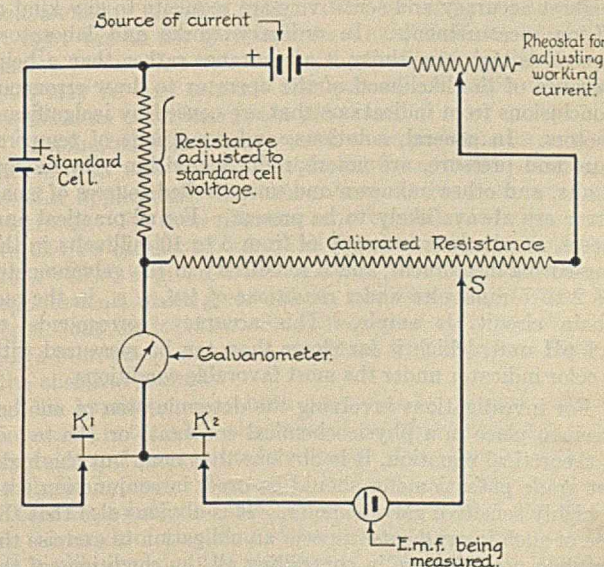 Source of current
+
Rheostat for
adjusting
working
current.
+
Standard
Cell.
Resistance
adjusted to
standard cell
voltage.
Calibrated Resistance
S
Galvanometer.
K1
K2
E.m.f. being
measured.